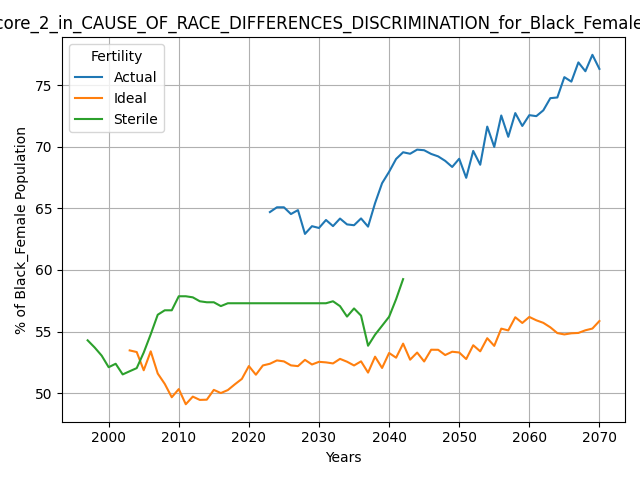 core_2_in_CAUSE_OF_RACE_DIFFERENCES_DISCRIMINATION_for_Black_Female
Fertility
Actual
Ideal
Sterile
% of Black_Female Population
75
70
65
60
55
50
2000 2010 2020 2030 2040 2050 2060 2070
Years